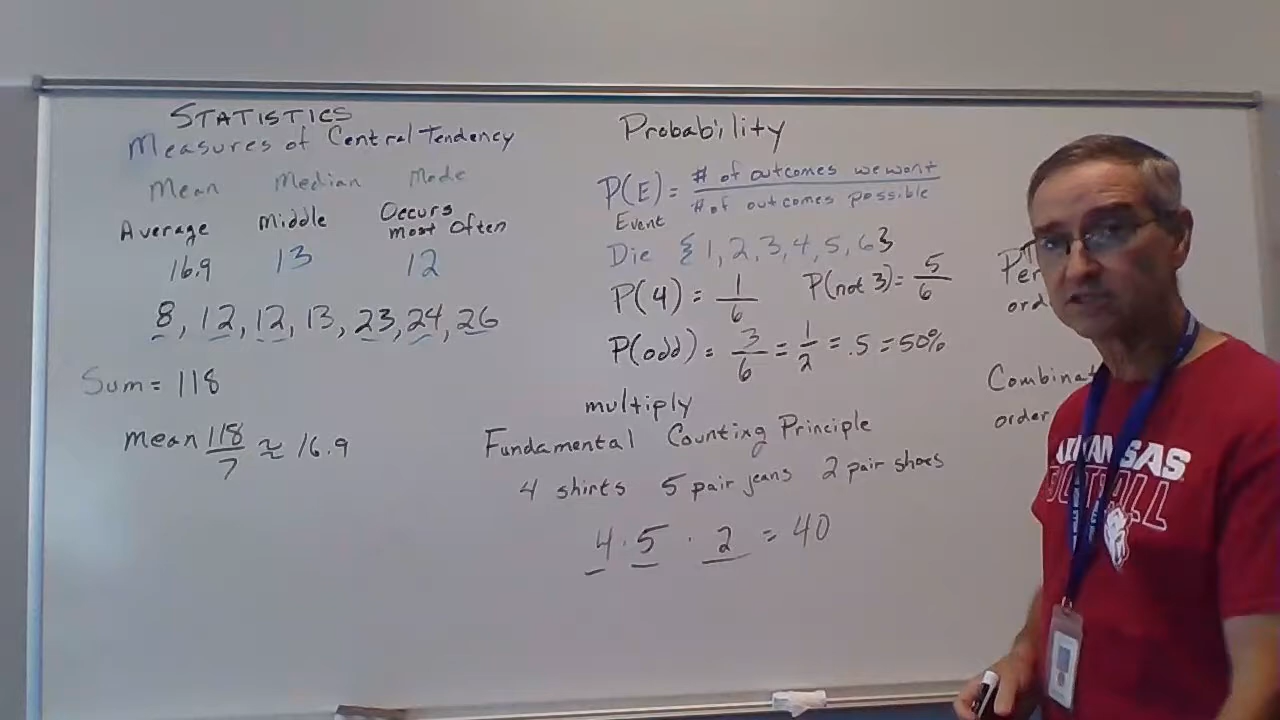 STATISTICS
Measures of Central Tendency
Mean Median Mode
Average Middle Occurs most Often
16.9 13 12
8, 12, 12, 13, 23, 24, 26
Sum = 118
mean 118/7 ≈ 16.9
Probability
P(E) = # of outcomes we want / # of outcomes possible
Event
Die {1, 2, 3, 4, 5, 6}
P(4) = 1/6 P(not 3) = 5/6
P(odd) = 3/6 = 1/2 = .5 = 50%
multiply
Fundamental Counting Principle
4 shirts 5 pair jeans 2 pair shoes
4 · 5 · 2 = 40
Per
ord
Combinat
order
ARKANSAS
FOOTBALL